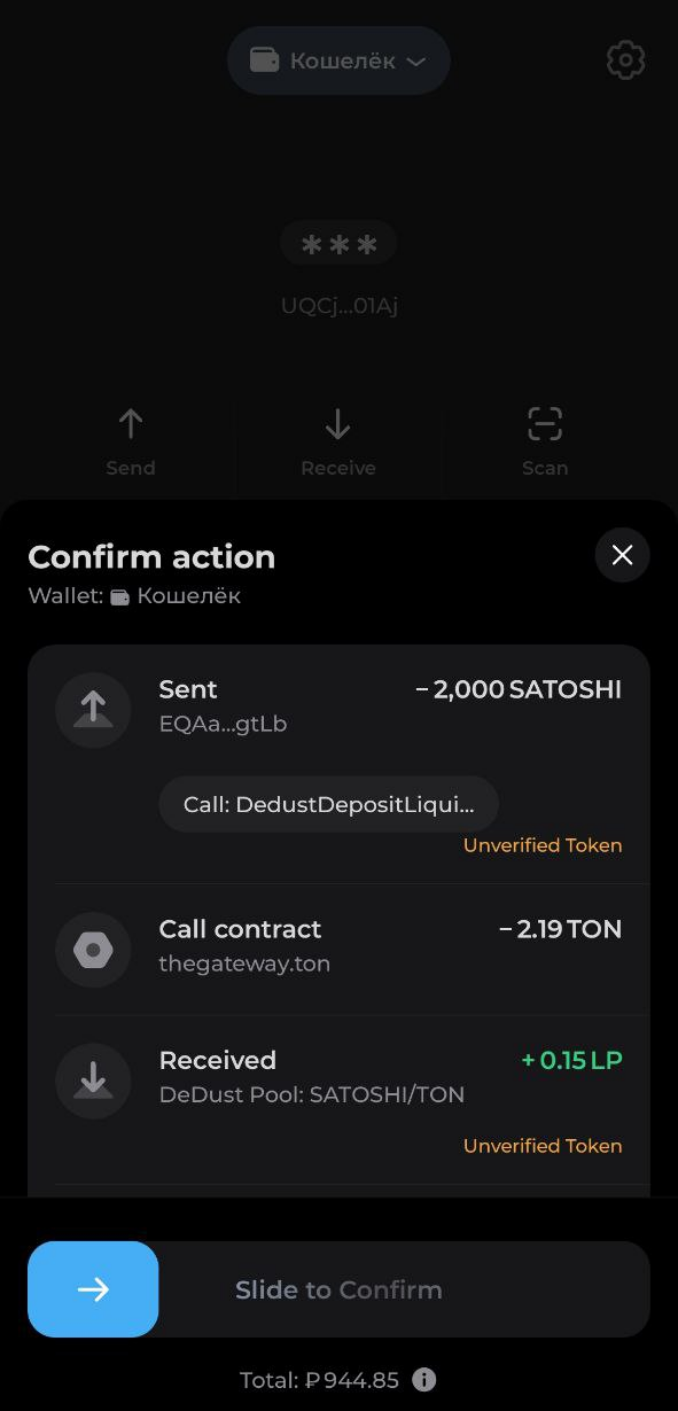 Кошелёк
***
UQCj...01Aj
Send
Receive
Scan
Confirm action
Wallet: Кошелёк
Sent
− 2,000 SATOSHI
EQAa...gtLb
Call: DedustDepositLiqui...
Unverified Token
Call contract
− 2.19 TON
thegateway.ton
Received
+ 0.15 LP
DeDust Pool: SATOSHI/TON
Unverified Token
Slide to Confirm
Total: ₽ 944.85